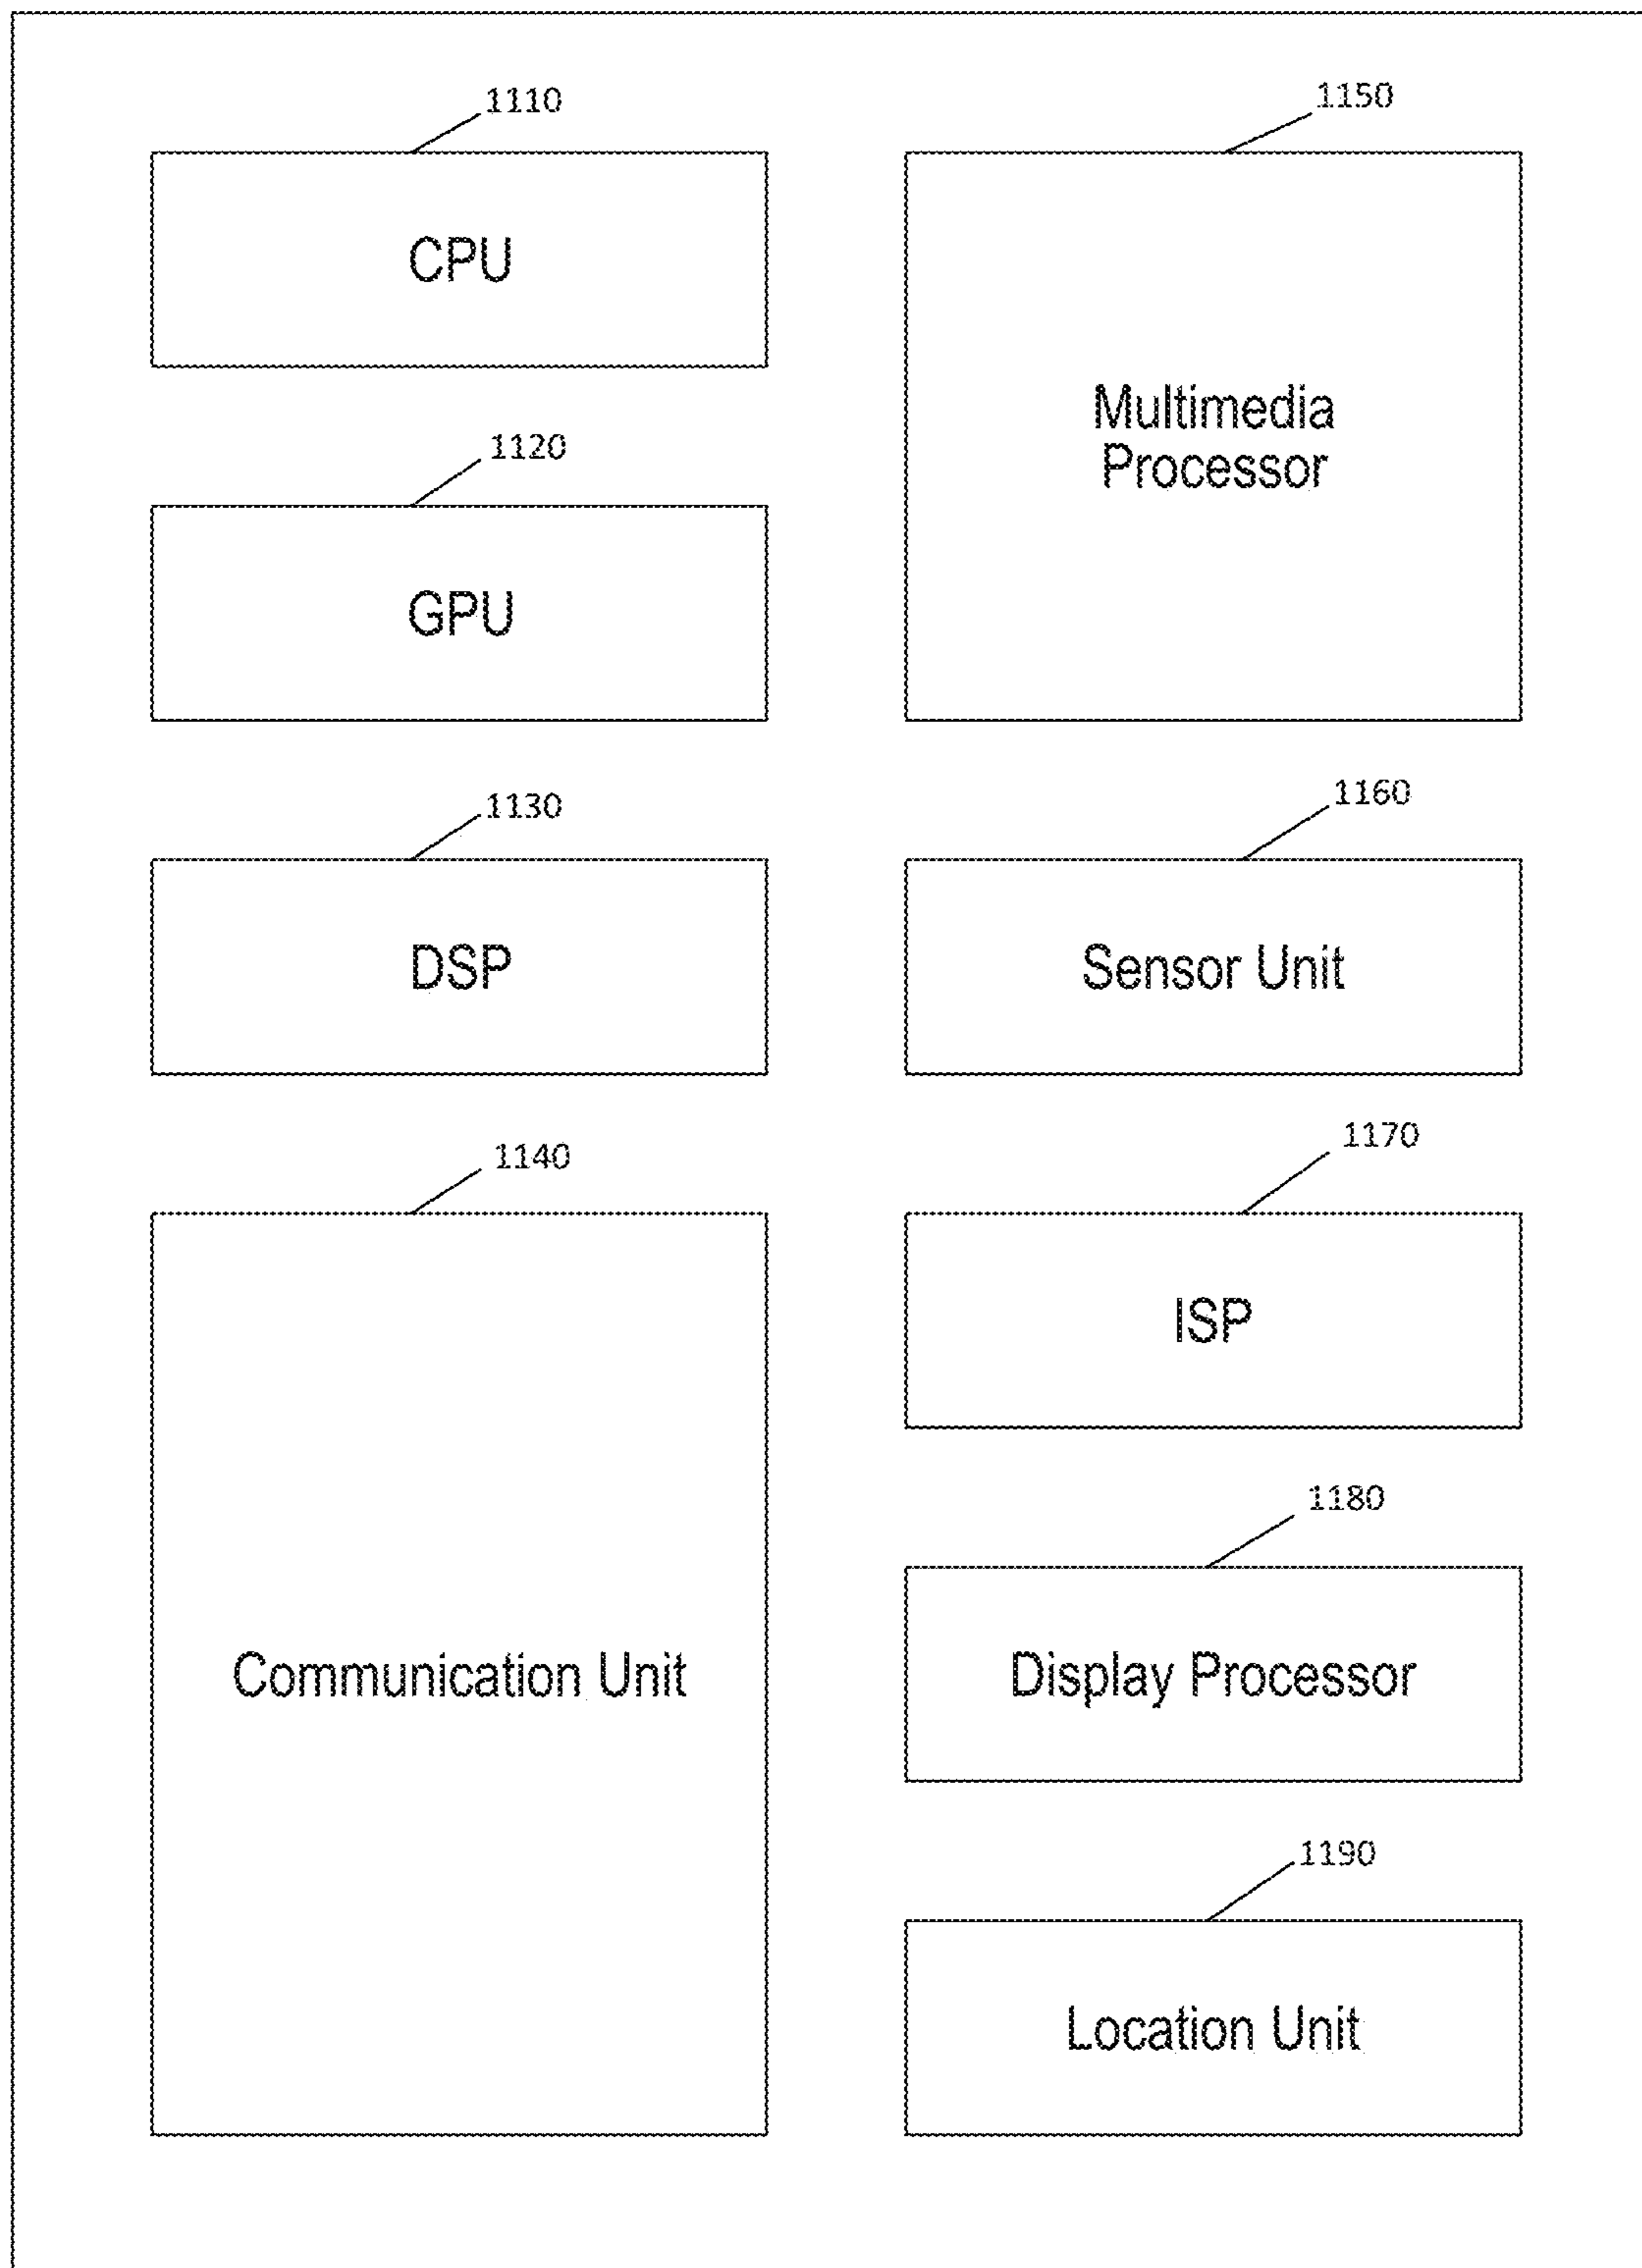 1110
CPU
1120
GPU
1130
DSP
1140
Communication Unit
1150
Multimedia
Processor
1160
Sensor Unit
1170
ISP
1180
Display Processor
1190
Location Unit